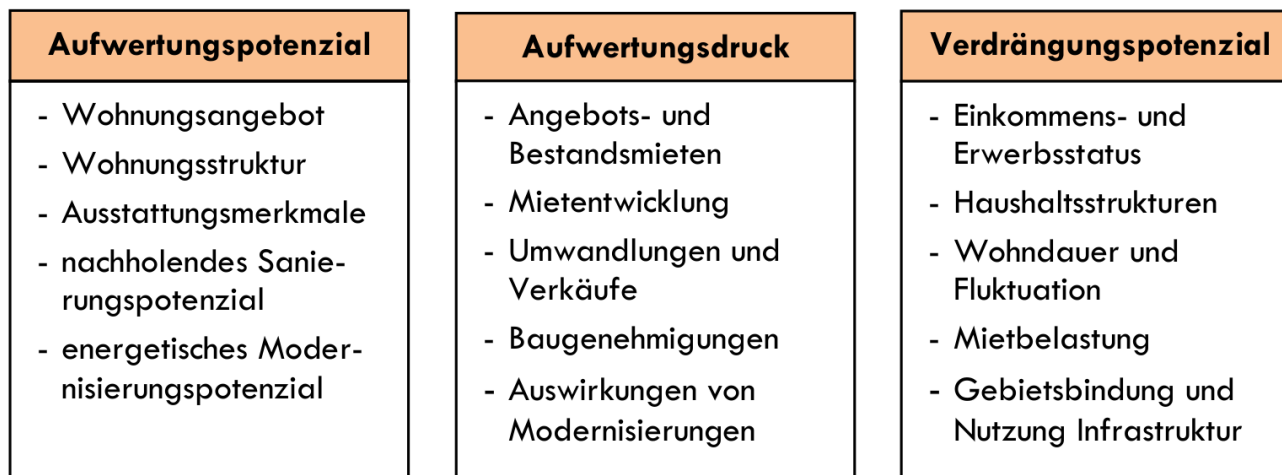 Aufwertungspotenzial
- Wohnungsangebot
- Wohnungsstruktur
- Ausstattungsmerkmale
- nachholendes Sanie-
rungspotenzial
- energetisches Moder-
nisierungspotenzial
Aufwertungsdruck
- Angebots- und
Bestandsmieten
- Mietentwicklung
- Umwandlungen und
Verkäufe
- Baugenehmigungen
- Auswirkungen von
Modernisierungen
Verdrängungspotenzial
- Einkommens- und
Erwerbsstatus
- Haushaltsstrukturen
- Wohndauer und
Fluktuation
- Mietbelastung
- Gebietsbindung und
Nutzung Infrastruktur